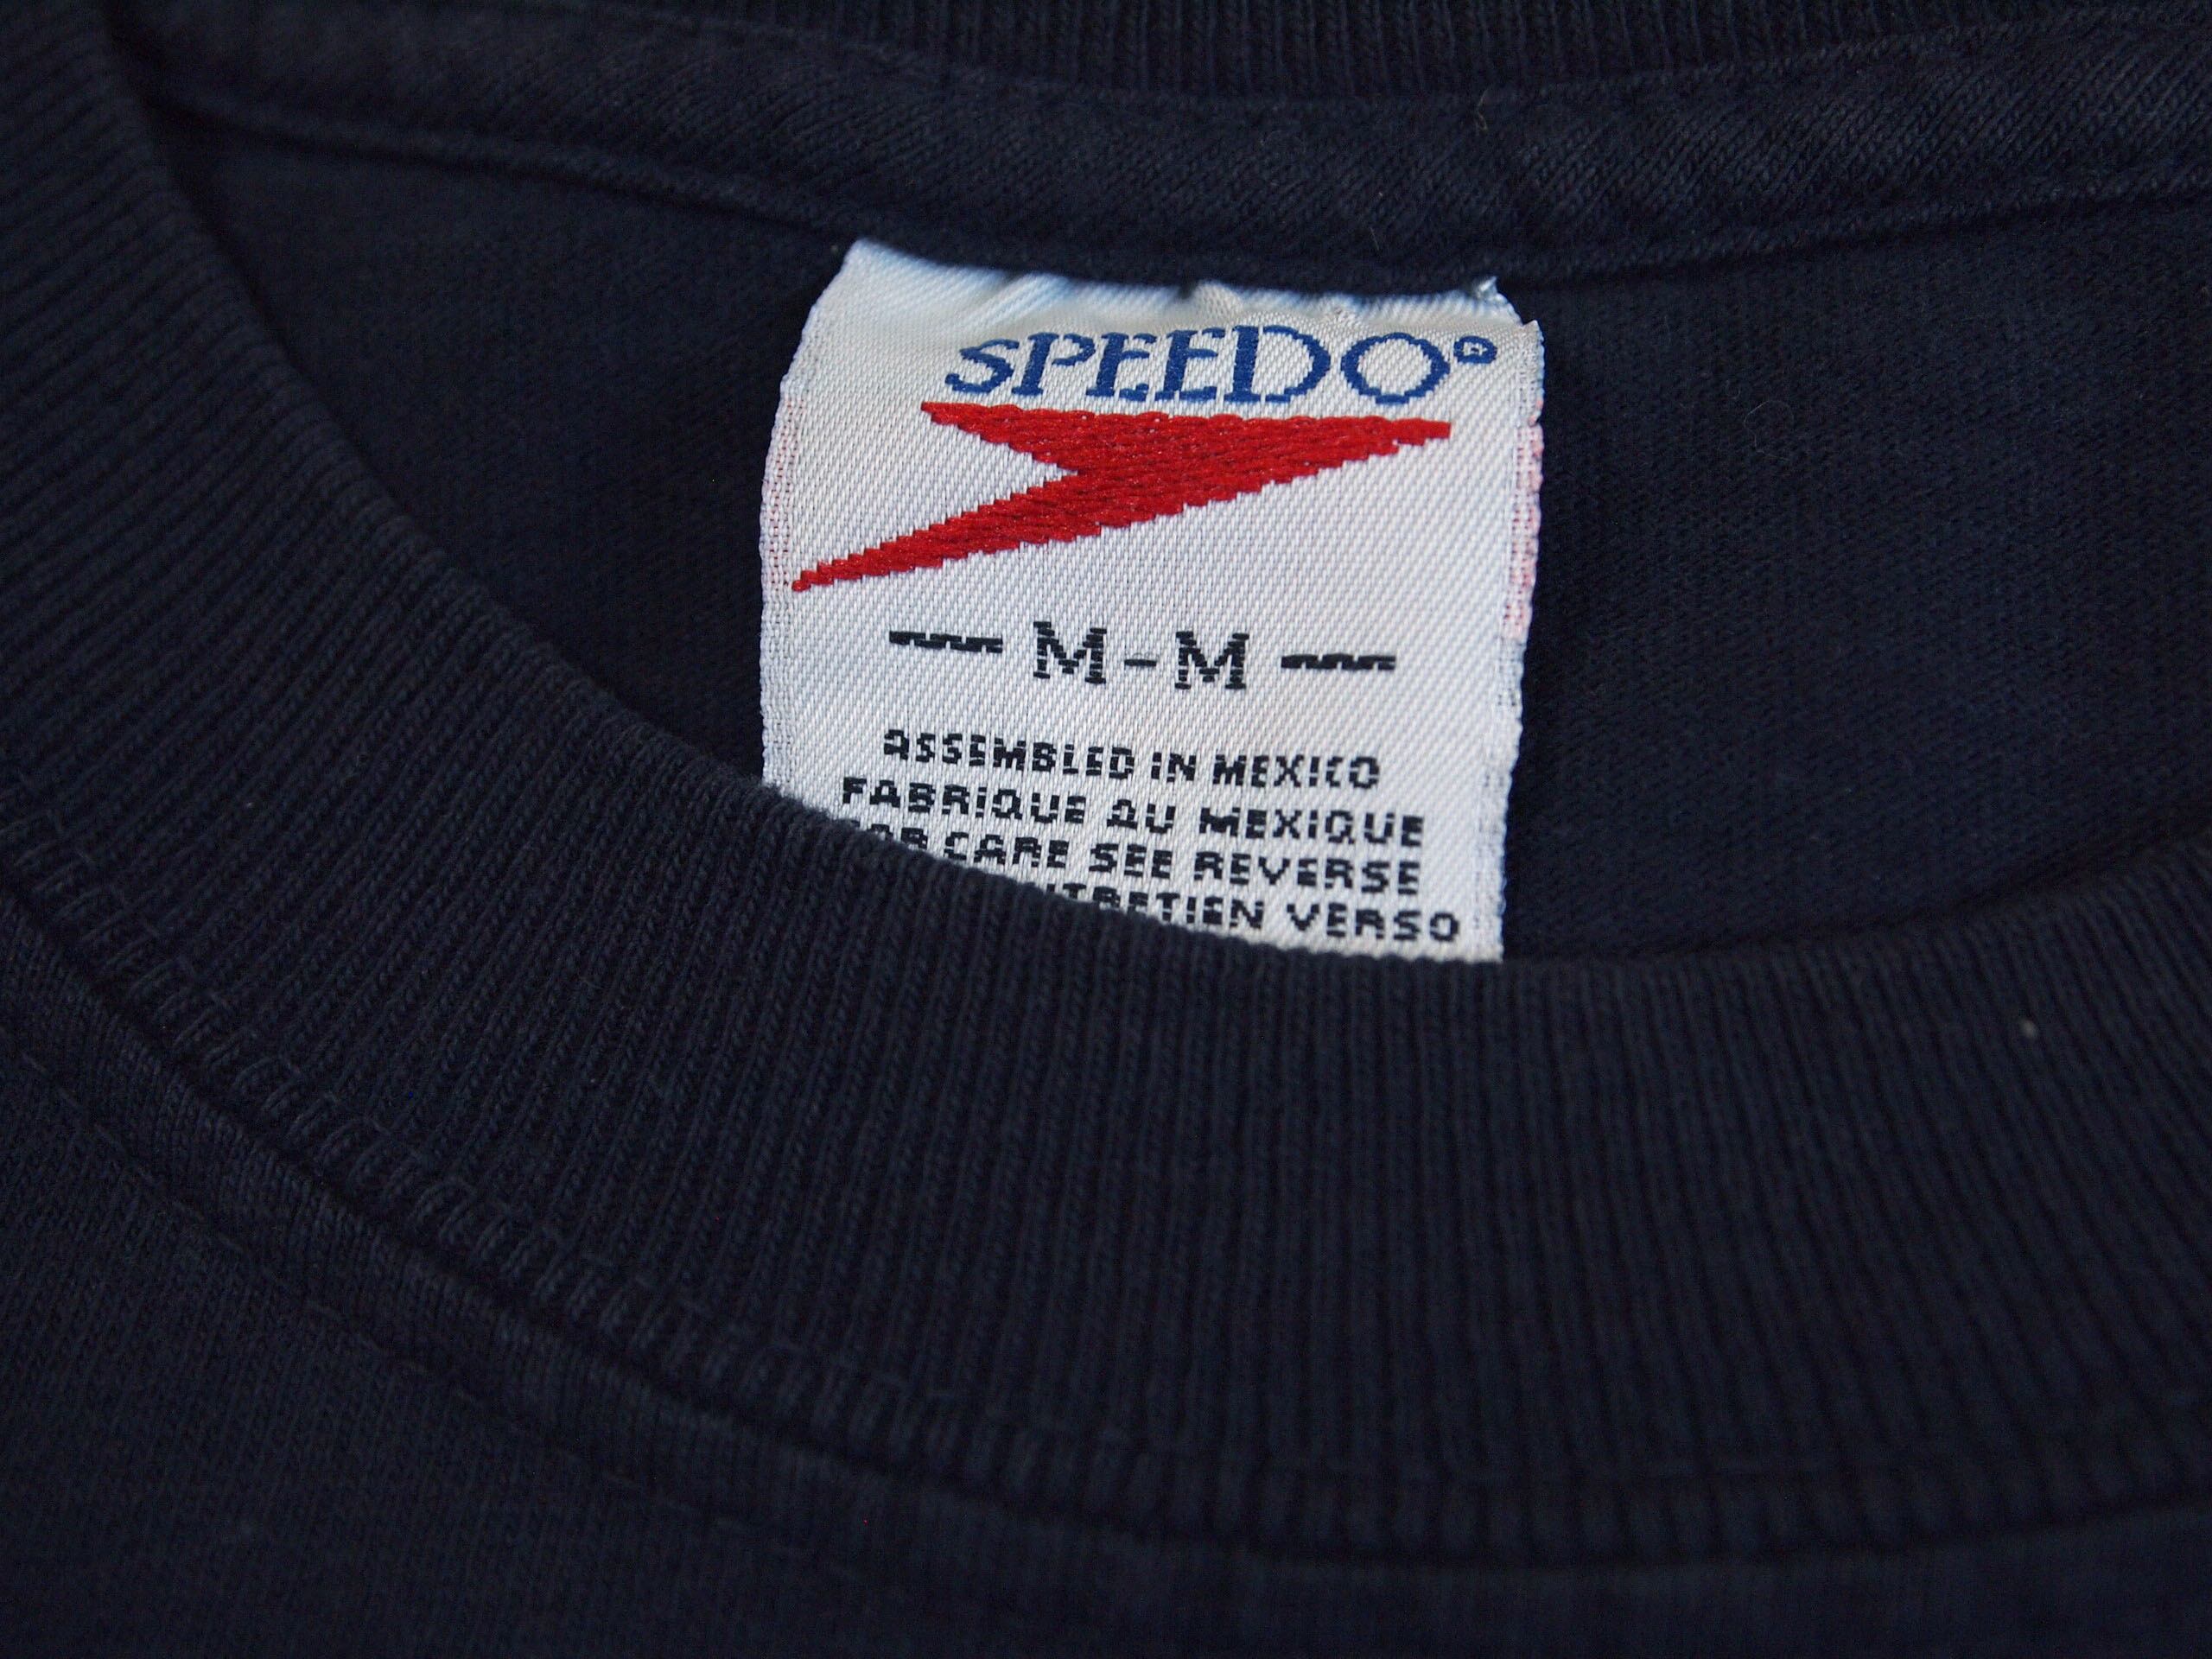 SPEEDO®
M-M
ASSEMBLED IN MEXICO
FABRIQUE AU MEXIQUE
CARE SEE REVERSE
VERSO